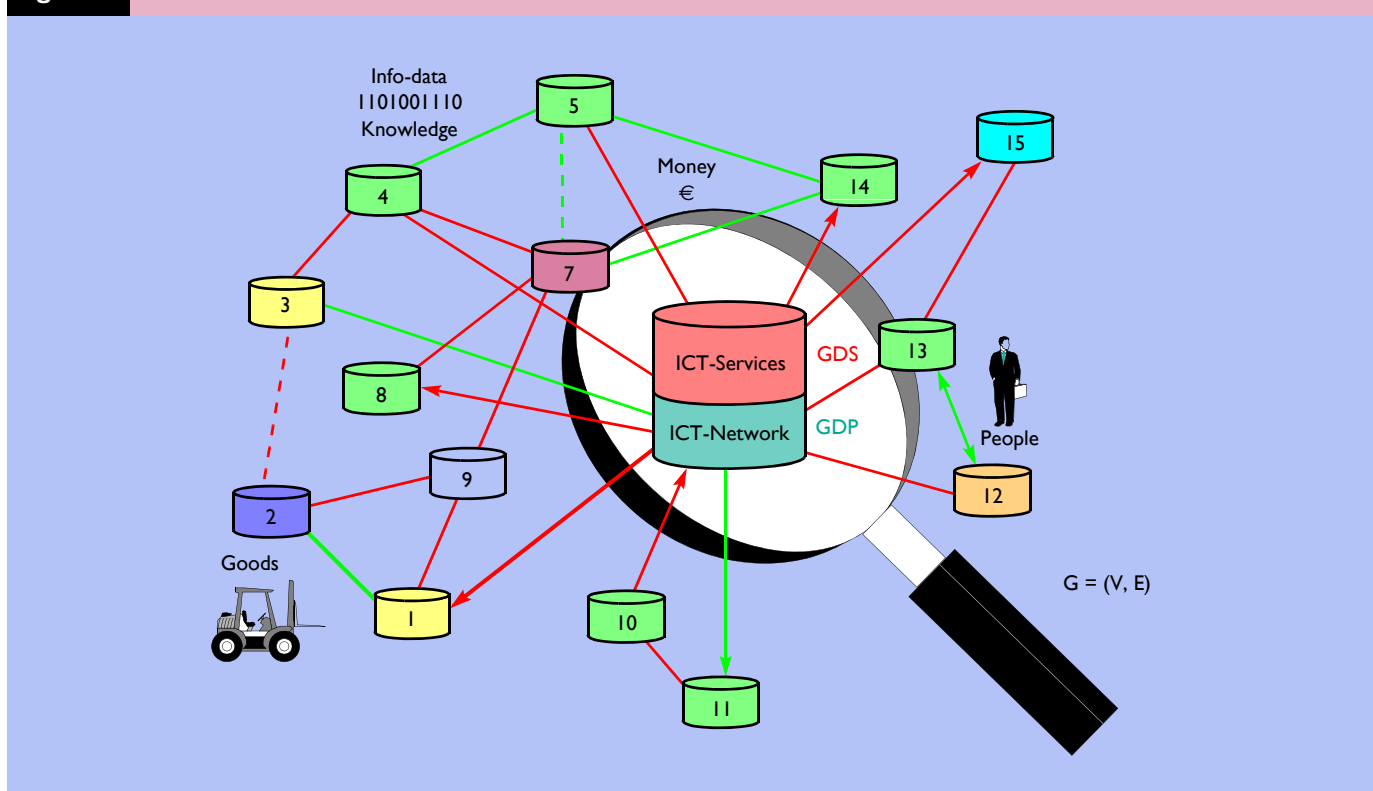 Info-data
1101001110
Knowledge
5
15
Money
€
14
4
7
3
13
ICT-Services
GDS
8
ICT-Network
GDP
People
9
12
2
Goods
G = (V, E)
1
10
11